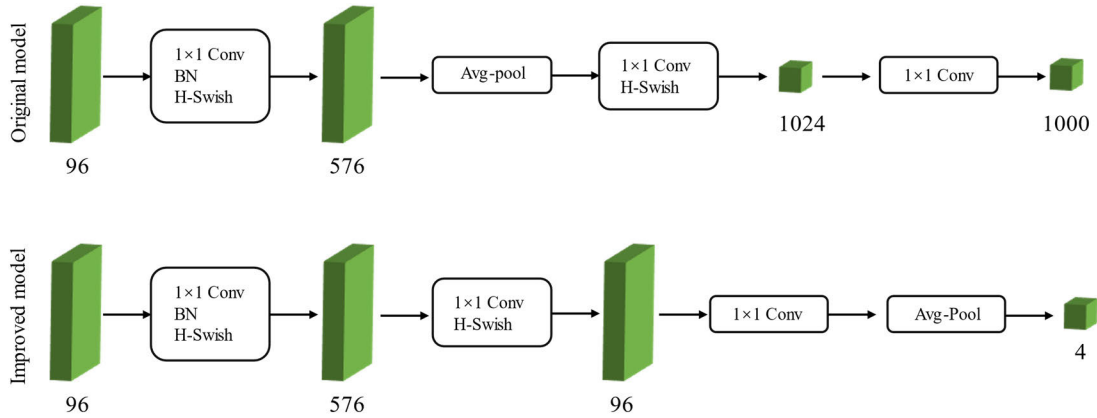 Original model
1×1 Conv
BN
H-Swish
Avg-pool
1×1 Conv
H-Swish
1×1 Conv
96
576
1024
1000
Improved model
1×1 Conv
BN
H-Swish
1×1 Conv
H-Swish
1×1 Conv
Avg-Pool
96
576
96
4